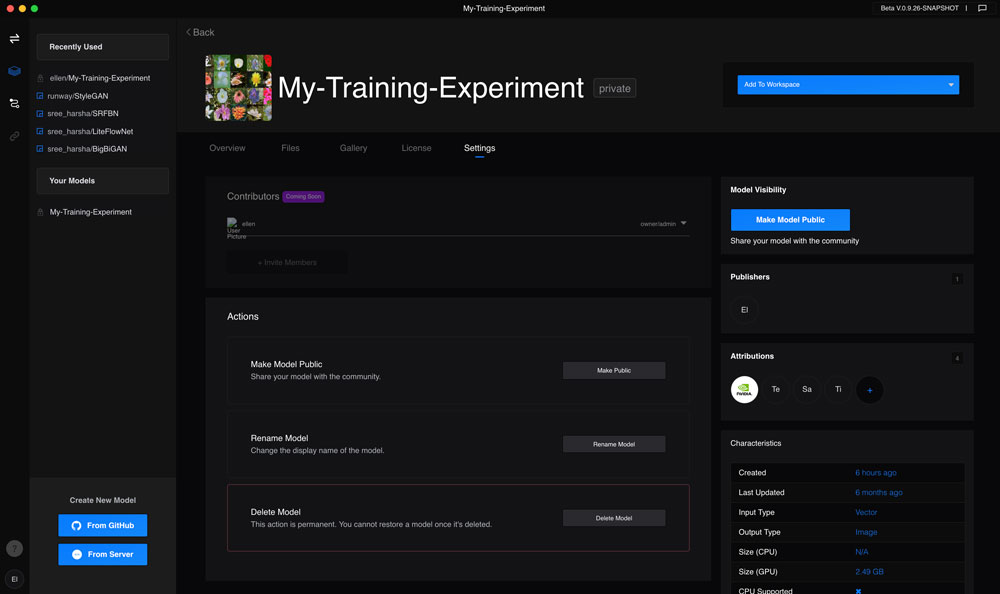 My-Training-Experiment
Beta V.0.9.26-SNAPSHOT
Recently Used
ellen/My-Training-Experiment
runway/StyleGAN
sree_harsha/SRFBN
sree_harsha/LiteFlowNet
sree_harsha/BigBiGAN
Your Models
My-Training-Experiment
Create New Model
From GitHub
From Server
?
El
Back
My-Training-Experiment
private
Add To Workspace
Overview
Files
Gallery
License
Settings
Contributors
Coming Soon
User
Picture
ellen
owner/admin
+ Invite Members
Actions
Make Model Public
Share your model with the community.
Make Public
Rename Model
Change the display name of the model.
Rename Model
Delete Model
This action is permanent. You cannot restore a model once it's deleted.
Delete Model
Model Visibility
Make Model Public
Share your model with the community
Publishers
1
El
Attributions
4
NVIDIA
Te
Sa
Ti
+
Characteristics
Created 6 hours ago
Last Updated 6 months ago
Input Type Vector
Output Type Image
Size (CPU) N/A
Size (GPU) 2.49 GB
CPU Supported